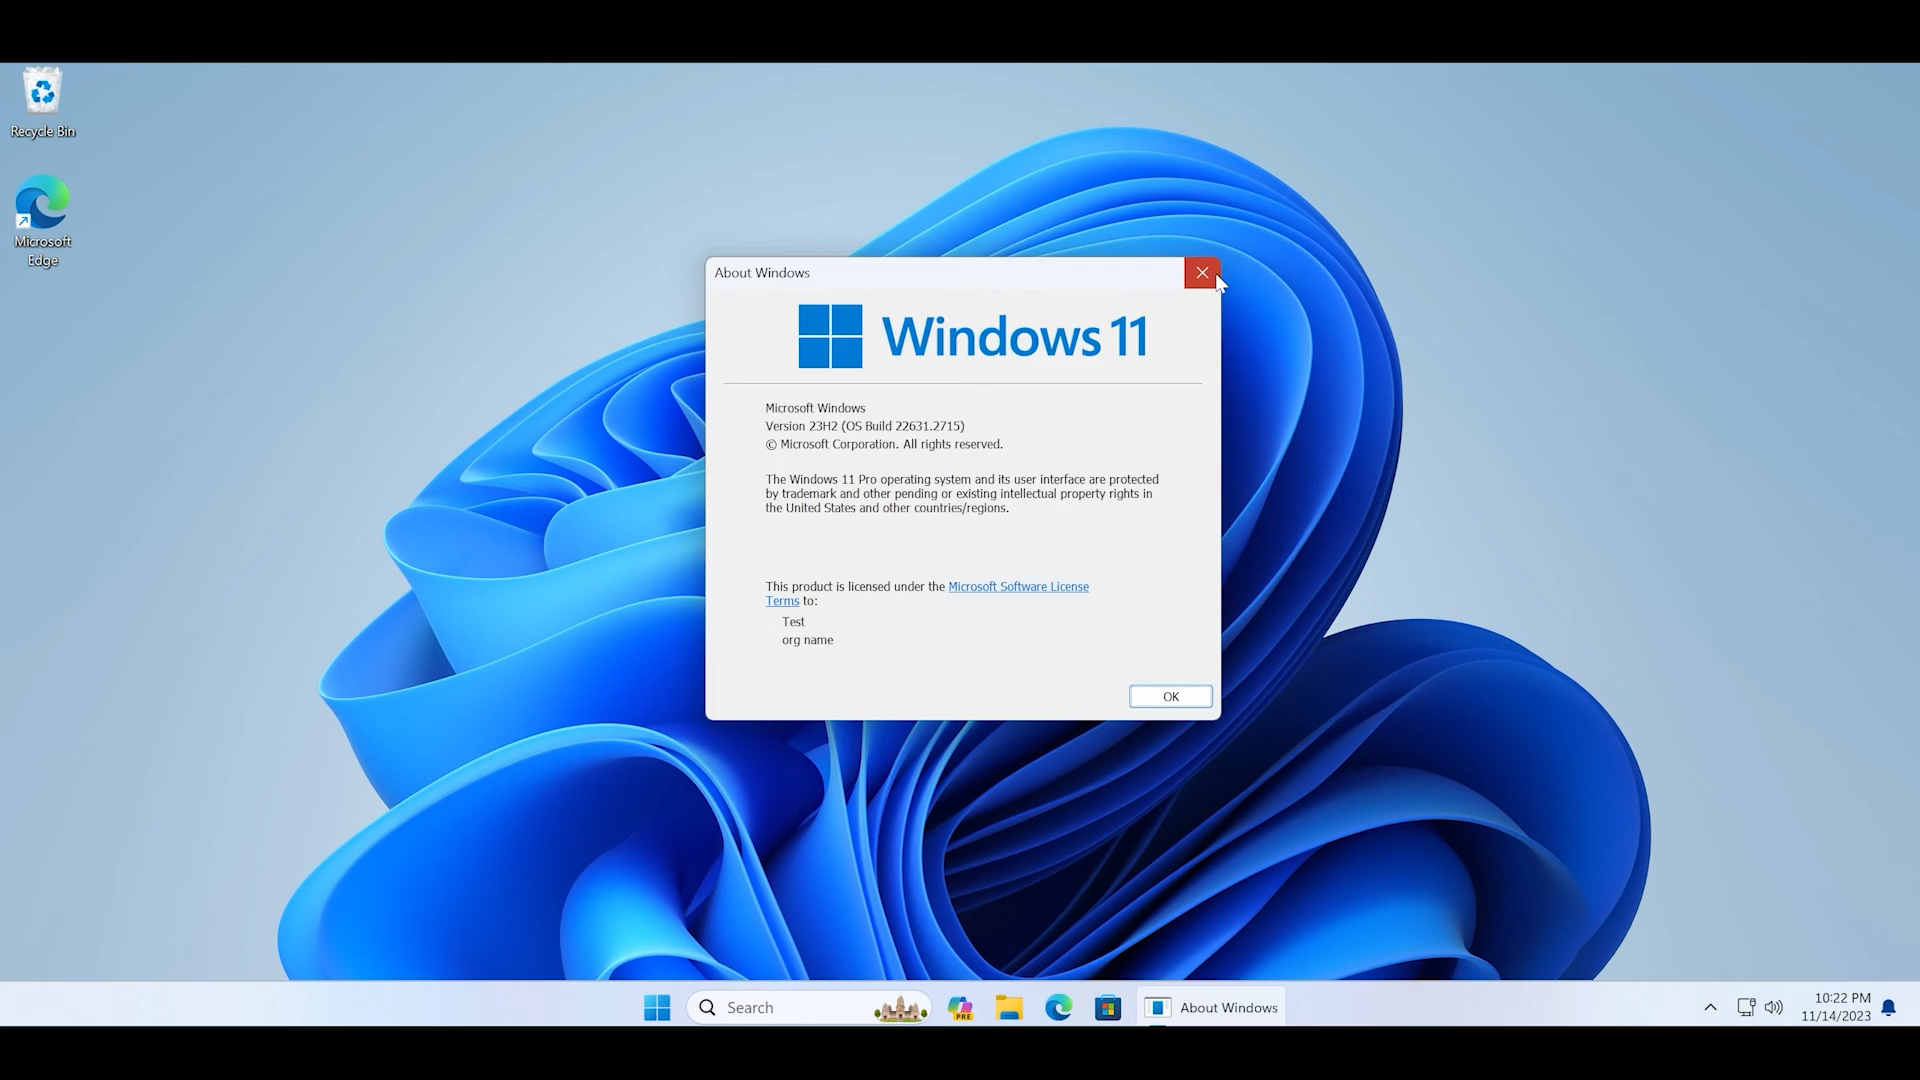 Recycle Bin
Microsoft
Edge
About Windows
Windows 11
Microsoft Windows
Version 23H2 (OS Build 22631.2715)
© Microsoft Corporation. All rights reserved.
The Windows 11 Pro operating system and its user interface are protected
by trademark and other pending or existing intellectual property rights in
the United States and other countries/regions.
This product is licensed under the Microsoft Software License
Terms to:
Test
org name
OK
Search
PRE
About Windows
10:22 PM
11/14/2023